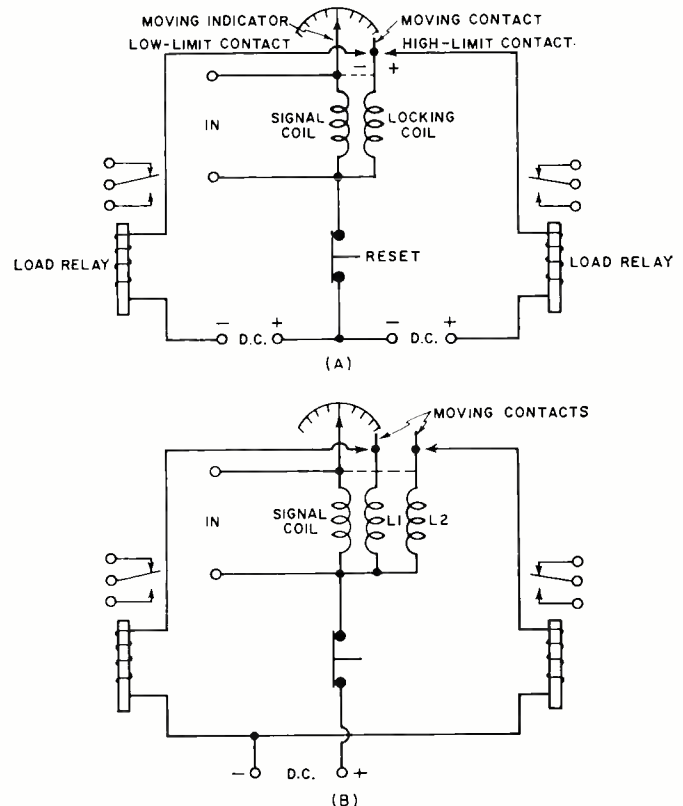 MOVING INDICATOR
MOVING CONTACT
LOW-LIMIT CONTACT
HIGH-LIMIT CONTACT
- +
IN
SIGNAL
COIL
LOCKING
COIL
LOAD RELAY
RESET
LOAD RELAY
- D.C. +
- D.C. +
(A)
MOVING CONTACTS
IN
SIGNAL
COIL
L1
L2
- D.C. +
(B)